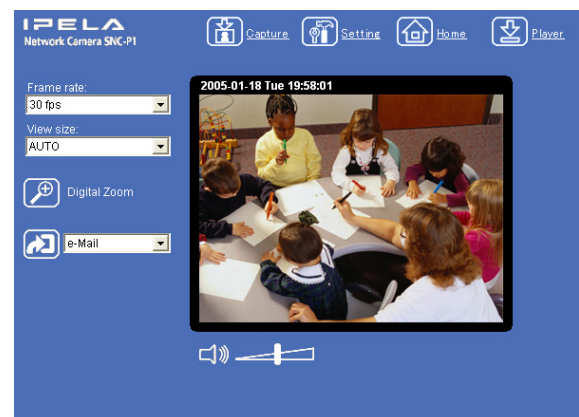 IPELA
Network Camera SNC-P1
Capture
Setting
Home
Player
Frame rate:
30 fps
View size:
AUTO
Digital Zoom
e-Mail
2005-01-18 Tue 19:58:01